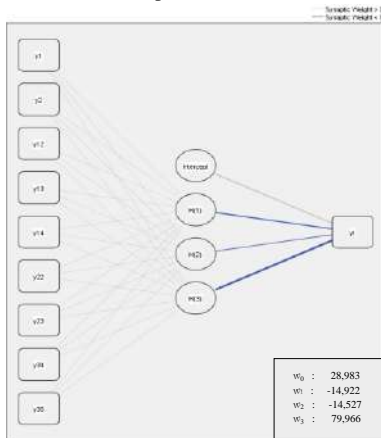 Synaptic Weight >
Synaptic Weight <
y1
y2
y12
Intercept
y13
H(1)
y14
yt
H(2)
y22
H(3)
y23
w₀ : 28,983
w₁ : -14,922
w₂ : -14,527
w₃ : 79,966